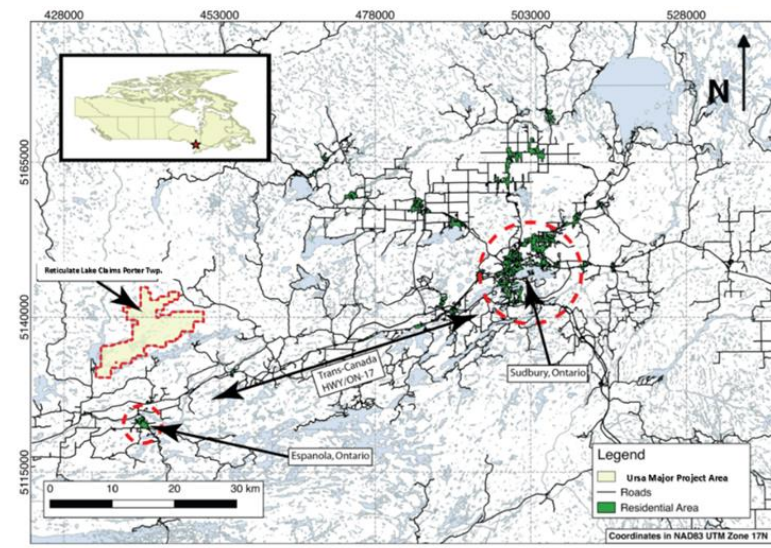 428000 453000 478000 503000 528000
N
5165000
Reticulate Lake Claims Porter Twp.
5140000
Trans-Canada
HWY/ON-17
Sudbury, Ontario
Espanola, Ontario
5115000
0 10 20 30 km
Legend
Ursa Major Project Area
Roads
Residential Area
Coordinates in NAD83 UTM Zone 17N